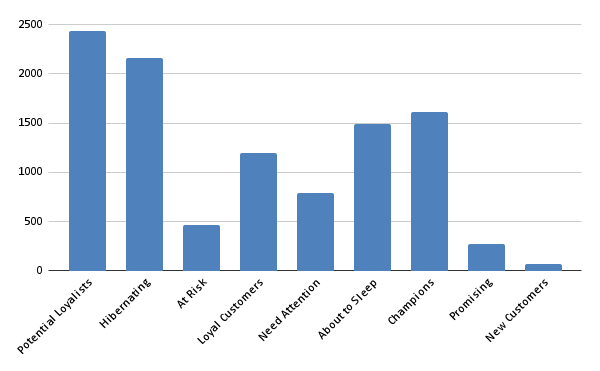 2500
2000
1500
1000
500
0
Potential Loyalists
Hibernating
At Risk
Loyal Customers
Need Attention
About to Sleep
Champions
Promising
New Customers